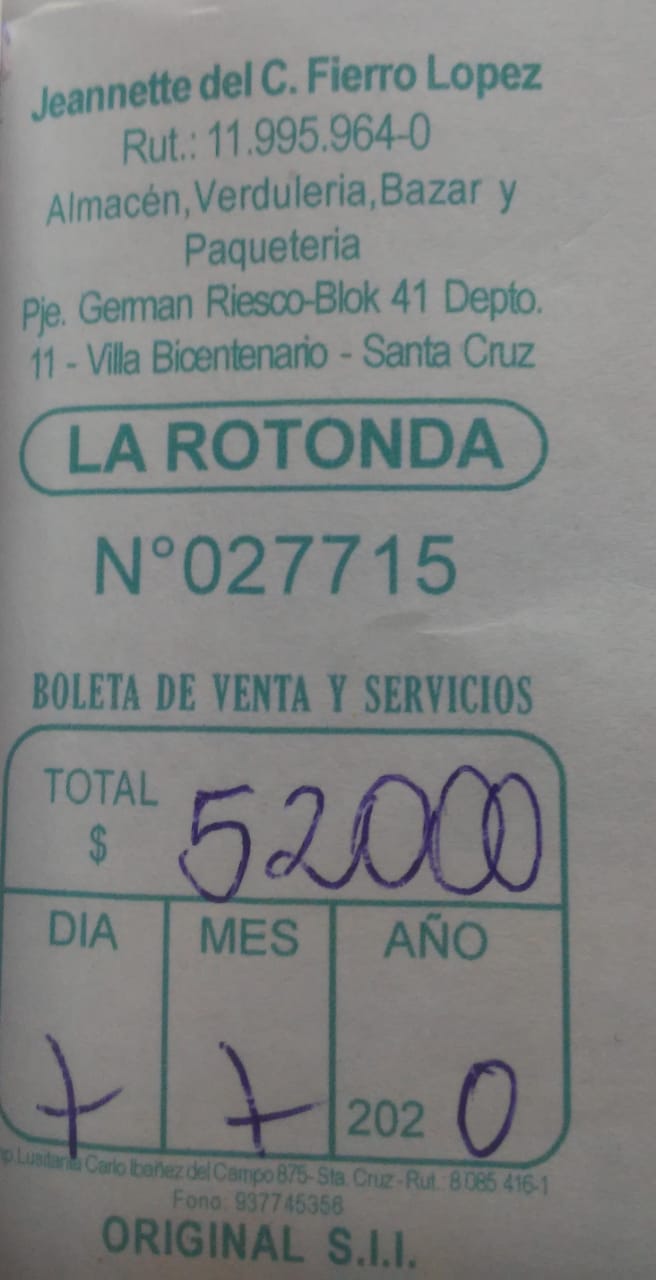 Jeannette del C. Fierro Lopez
Rut.: 11.995.964-0
Almacén, Verduleria, Bazar y
Paqueteria
Pje. German Riesco-Blok 41 Depto.
11 - Villa Bicentenario - Santa Cruz
LA ROTONDA
N°027715
BOLETA DE VENTA Y SERVICIOS
TOTAL
$ 52000
DIA MES AÑO
7 7 2020
Lusitania Carlo Ibañez del Campo 875- Sta. Cruz - Rut.: 8.085.416-1
Fono: 937745356
ORIGINAL S.I.I.